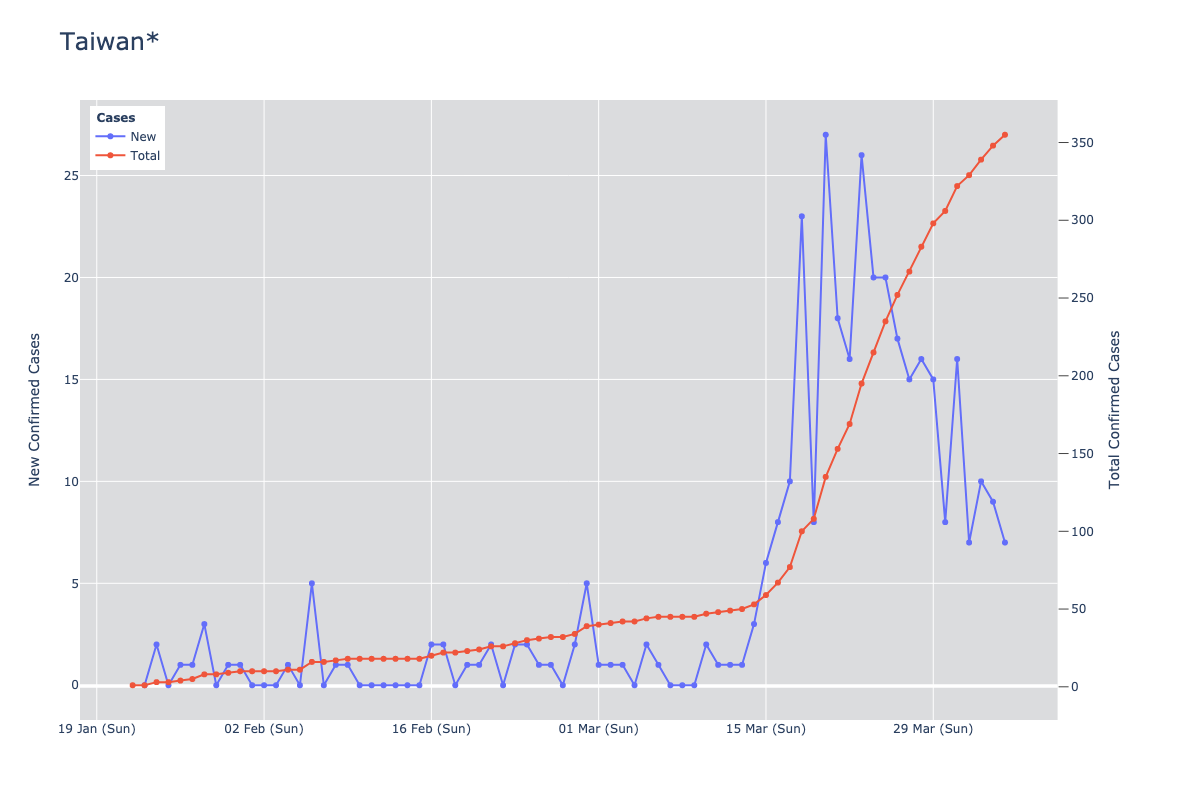 Taiwan*
Cases
New
Total
25
20
15
10
5
0
New Confirmed Cases
350
300
250
200
150
100
50
0
Total Confirmed Cases
19 Jan (Sun)
02 Feb (Sun)
16 Feb (Sun)
01 Mar (Sun)
15 Mar (Sun)
29 Mar (Sun)